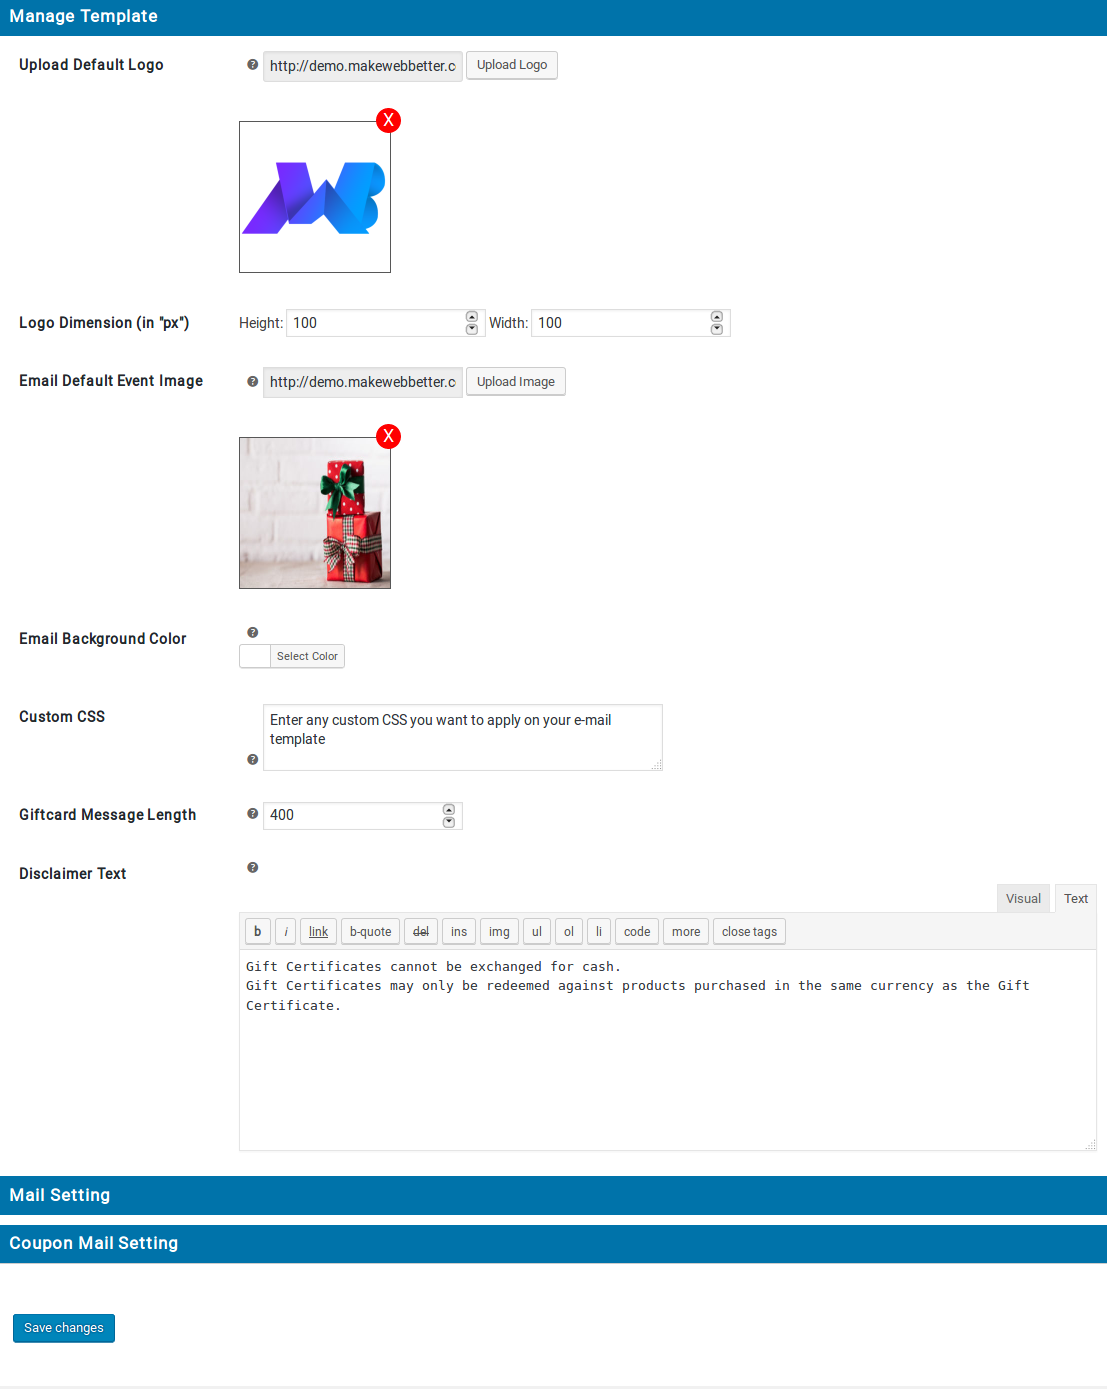 Manage Template
Upload Default Logo ? http://demo.makewebbetter.c Upload Logo
X
Logo Dimension (in "px") Height: 100 Width: 100
Email Default Event Image ? http://demo.makewebbetter.c Upload Image
X
Email Background Color ?
Select Color
Custom CSS Enter any custom CSS you want to apply on your e-mail
template
?
Giftcard Message Length ? 400
Disclaimer Text ?
Visual Text
b i link b-quote del ins img ul ol li code more close tags
Gift Certificates cannot be exchanged for cash.
Gift Certificates may only be redeemed against products purchased in the same currency as the Gift
Certificate.
Mail Setting
Coupon Mail Setting
Save changes